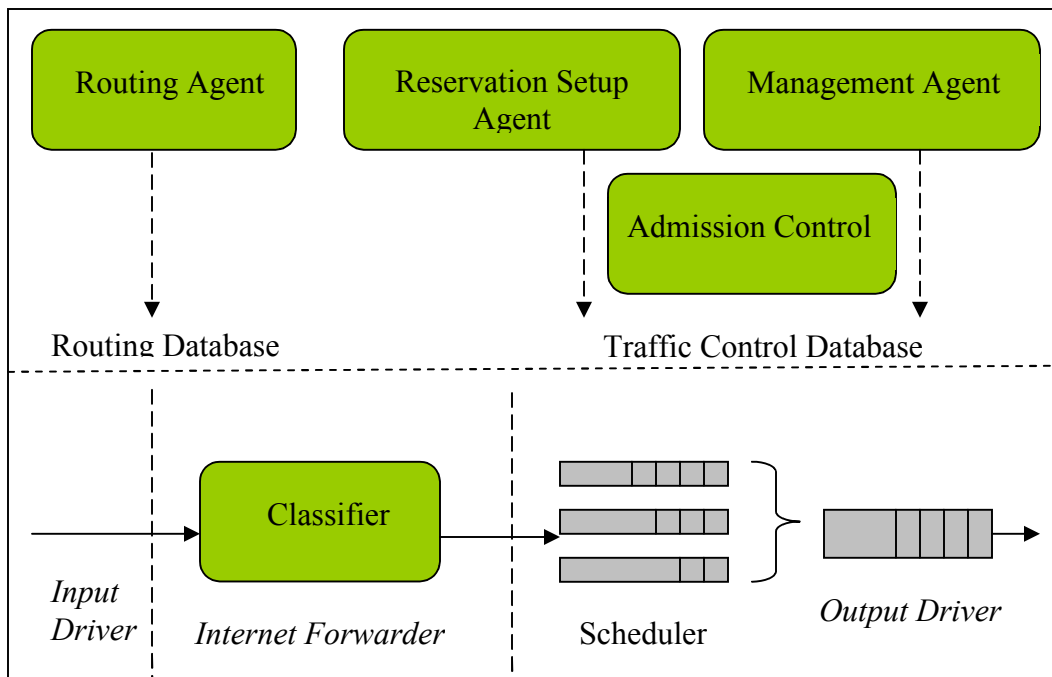 Routing Agent
Reservation Setup
Agent
Management Agent
Admission Control
Routing Database
Traffic Control Database
Classifier
Input
Driver
Internet Forwarder
Scheduler
Output Driver